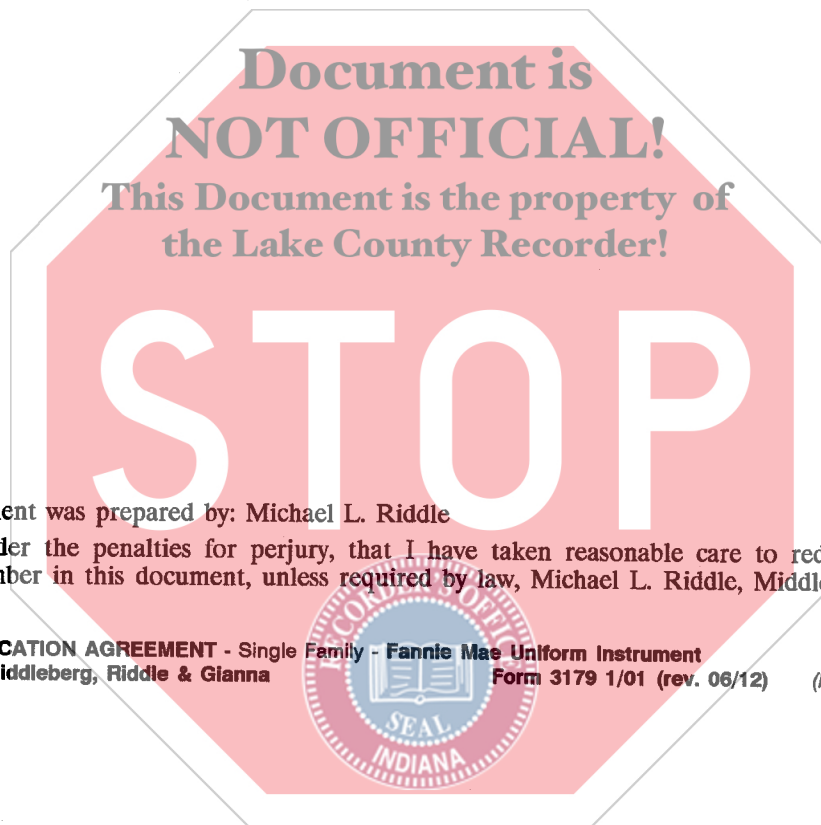 Document is
NOT OFFICIAL!
This Document is the property of
the Lake County Recorder!
STOP
ent was prepared by: Michael L. Riddle
der the penalties for perjury, that I have taken reasonable care to red
ber in this document, unless required by law, Michael L. Riddle, Middle
CATION AGREEMENT - Single Family - Fannie Mae Uniform Instrument
iddleberg, Riddle & Gianna Form 3179 1/01 (rev. 06/12)
RECORDER'S OFFICE
SEAL
INDIANA